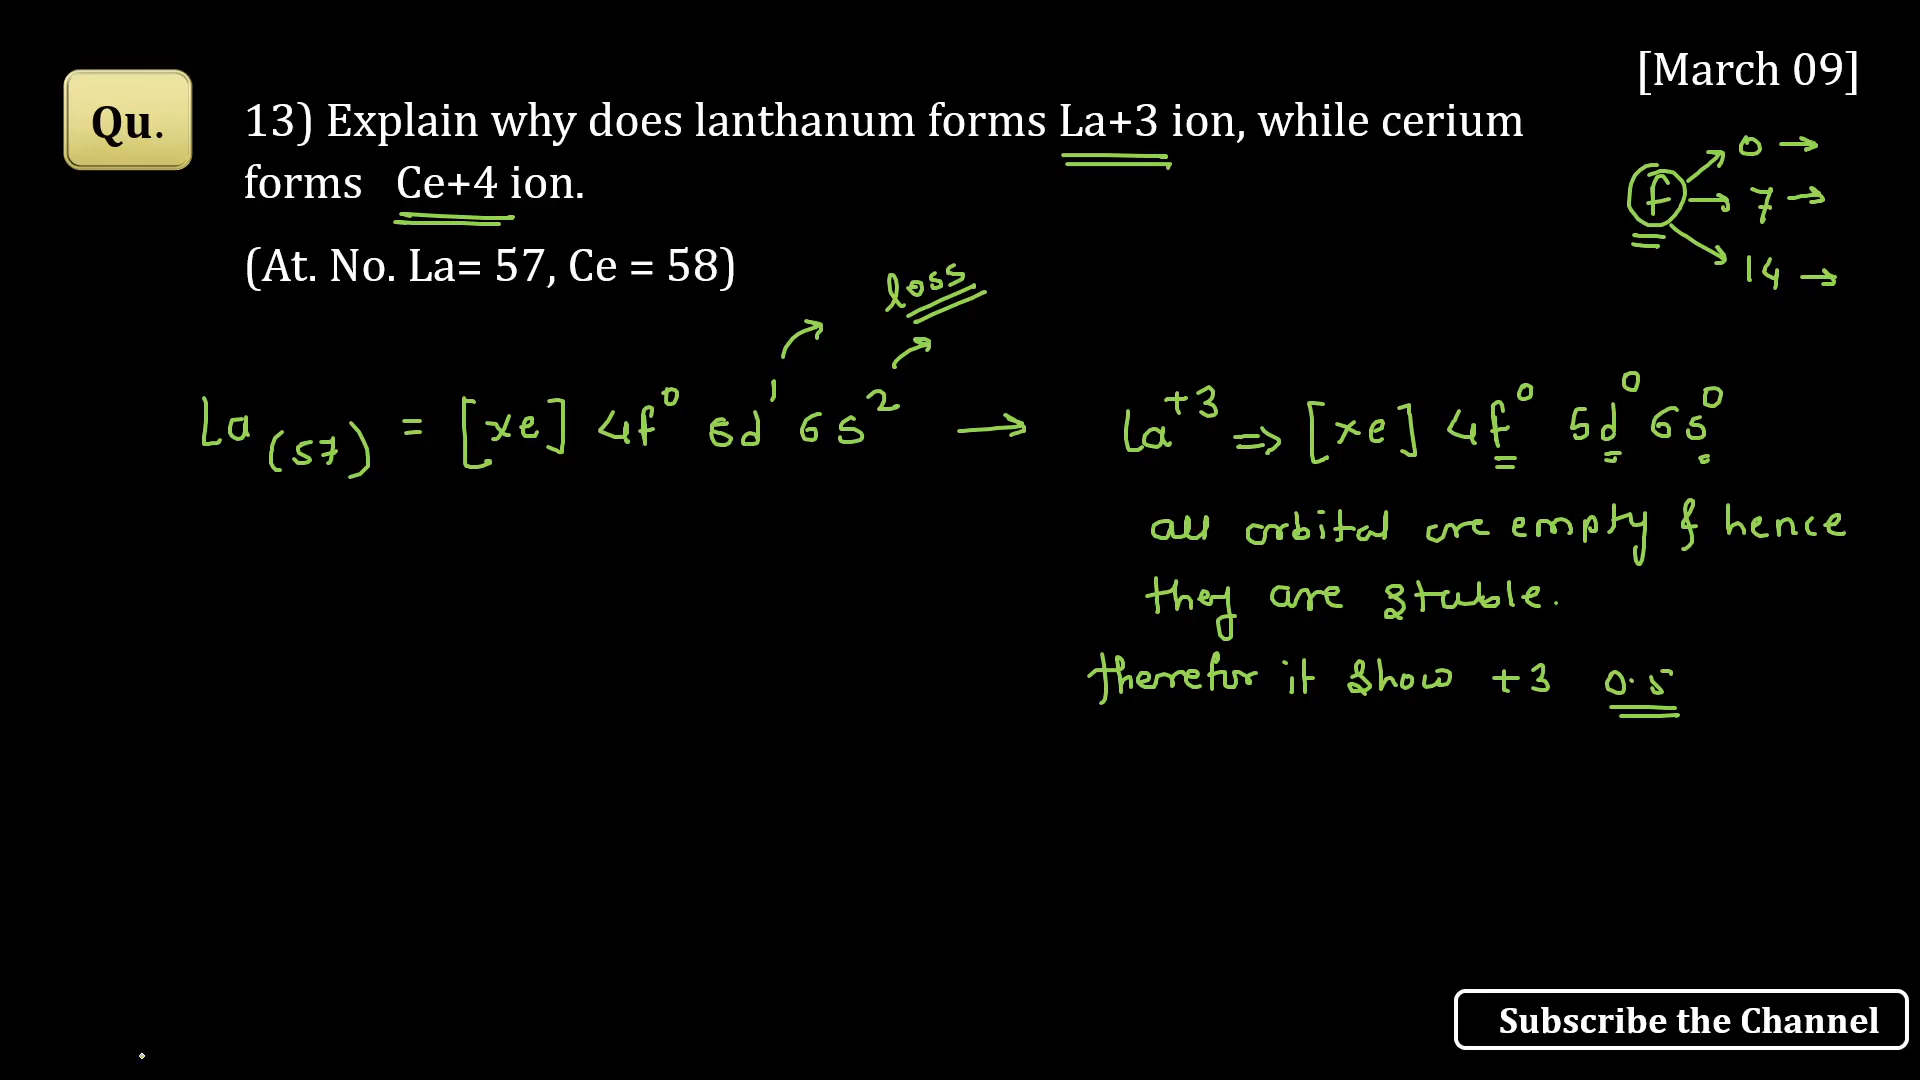 [March 09]
Qu.
13) Explain why does lanthanum forms La+3 ion, while cerium
forms Ce+4 ion.
(At. No. La= 57, Ce = 58)
f
0 →
7 →
14 →
loss
La (57) = [xe] 4f⁰ 5d¹ 6s² → La⁺³ ⇒ [xe] 4f⁰ 5d⁰ 6s⁰
all orbital are empty & hence
they are stable.
therefor it show +3 0.s
Subscribe the Channel